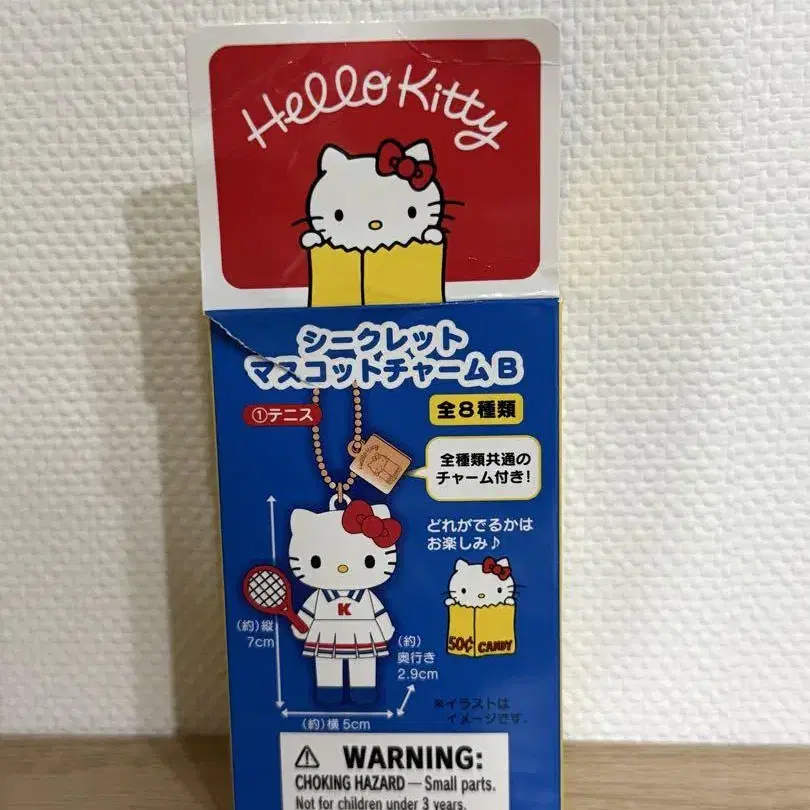 Hello Kitty
シークレット
マスコットチャームB
①テニス
全8種類
全種類共通の
チャーム付き!
どれがでるかは
お楽しみ♪
K
50¢ CANDY
(約)縦
7cm
(約)
奥行き
2.9cm
(約)横5cm
※イラストは
イメージです。
⚠ WARNING:
CHOKING HAZARD — Small parts.
Not for children under 3 years.